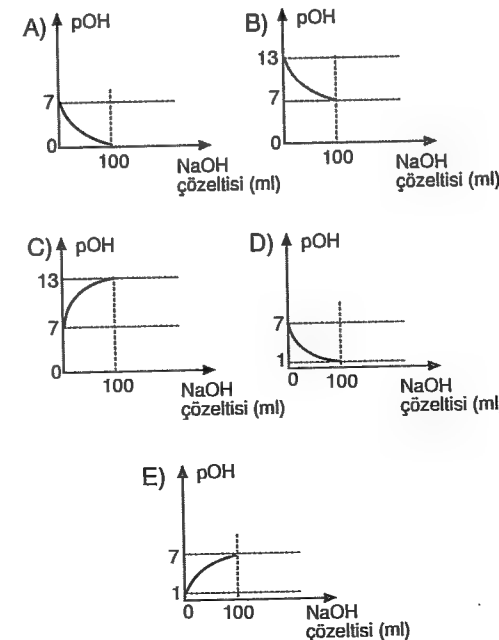 A) pOH
7
0
100
NaOH
çözeltisi (ml)
B) pOH
13
7
0
100
NaOH
çözeltisi (ml)
C) pOH
13
7
0
100
NaOH
çözeltisi (ml)
D) pOH
7
1
0
100
NaOH
çözeltisi (ml
E) pOH
7
1
0
100
NaOH
çözeltisi (ml)